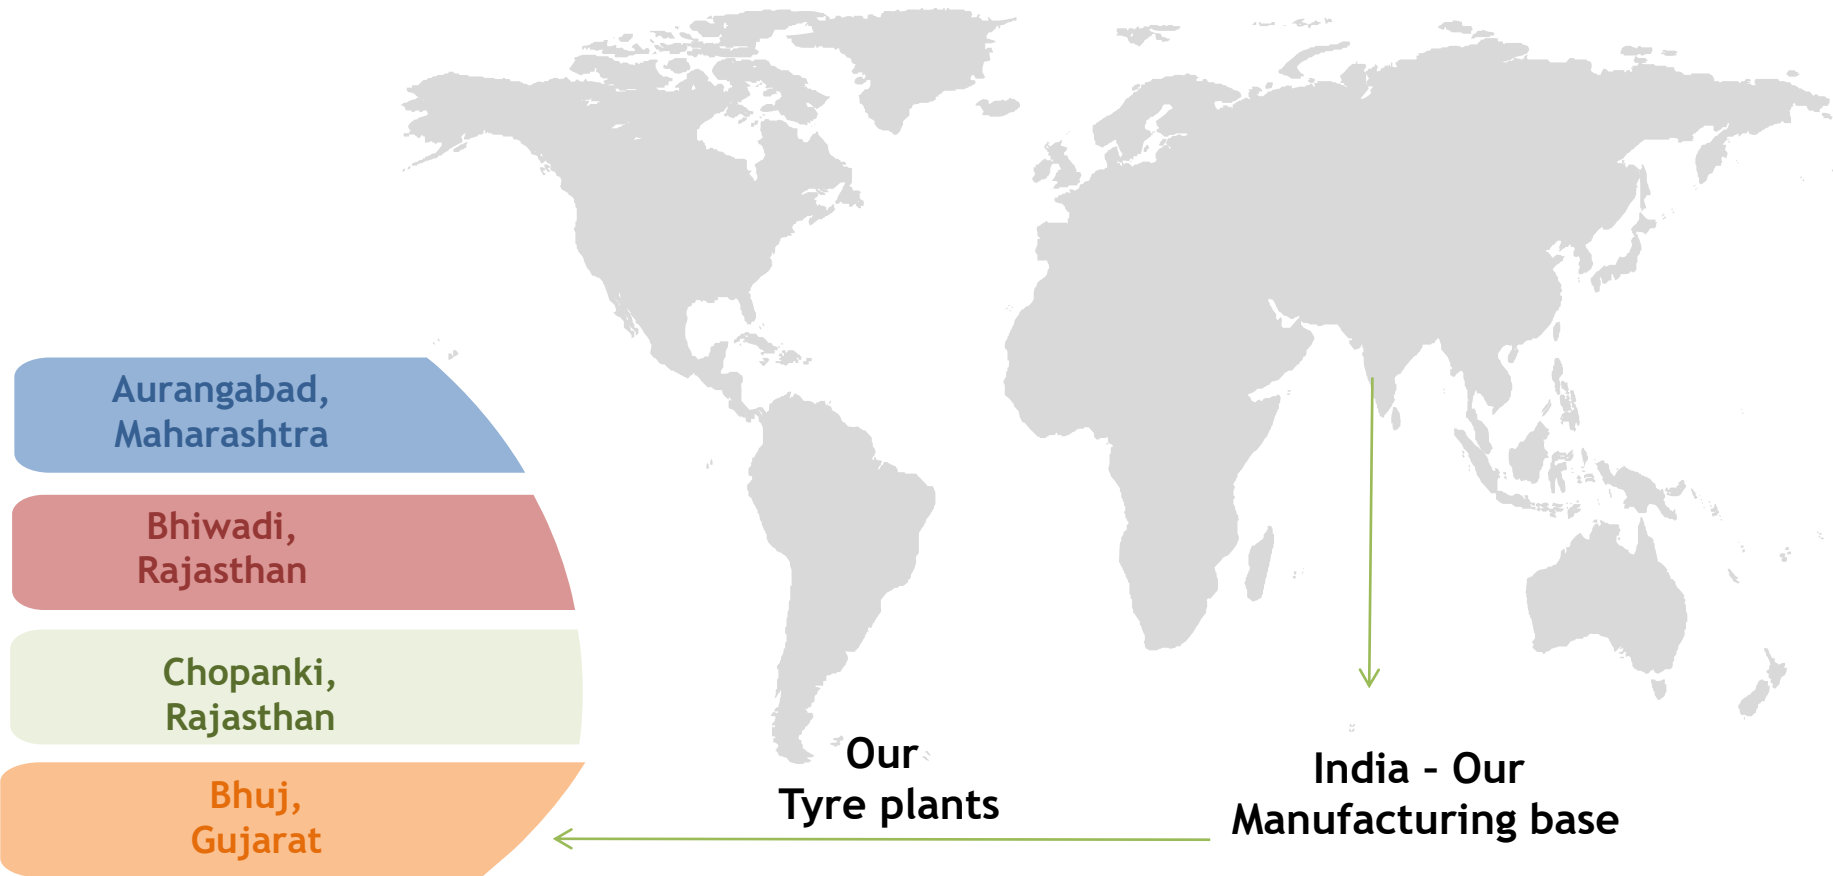 Aurangabad,
Maharashtra
Bhiwadi,
Rajasthan
Chopanki,
Rajasthan
Bhuj,
Gujarat
Our
Tyre plants
India – Our
Manufacturing base